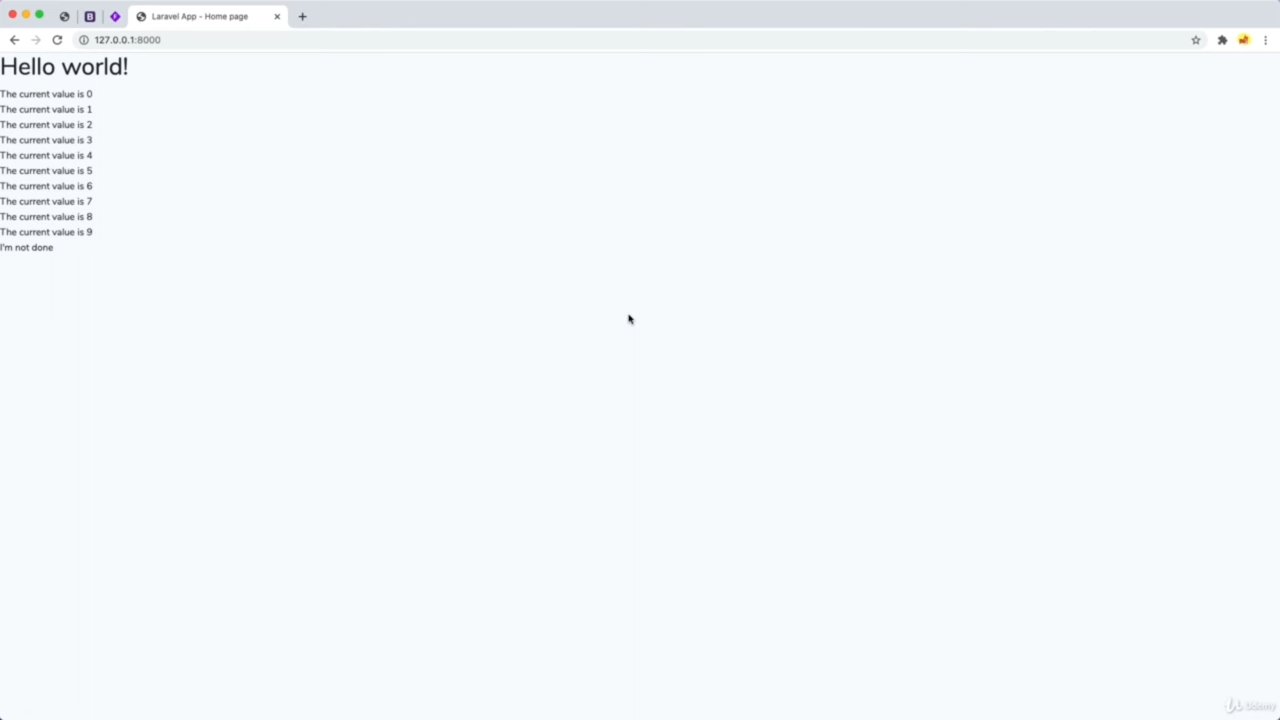 Laravel App - Home page
127.0.0.1:8000
Hello world!
The current value is 0
The current value is 1
The current value is 2
The current value is 3
The current value is 4
The current value is 5
The current value is 6
The current value is 7
The current value is 8
The current value is 9
I'm not done
Udemy